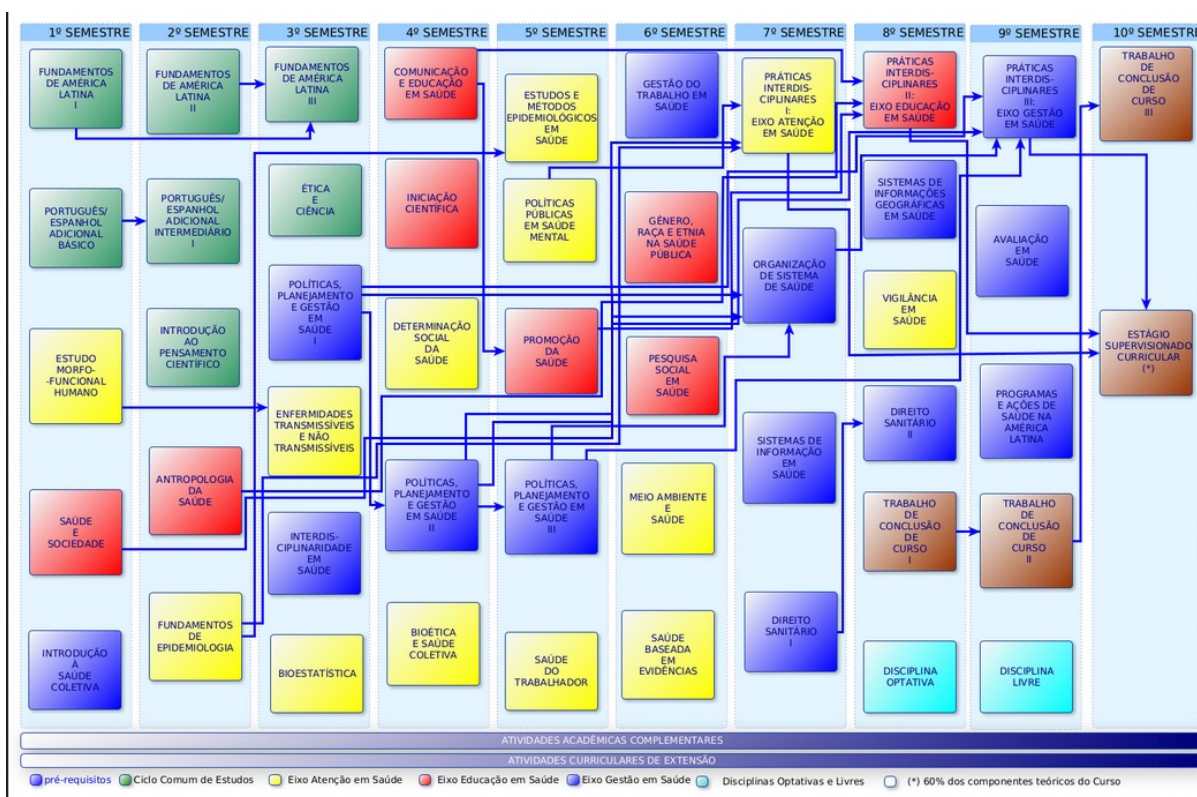 1º SEMESTRE
2º SEMESTRE
3º SEMESTRE
4º SEMESTRE
5º SEMESTRE
6º SEMESTRE
7º SEMESTRE
8º SEMESTRE
9º SEMESTRE
10º SEMESTRE
FUNDAMENTOS
DE AMÉRICA
LATINA
I
PORTUGUÊS/
ESPANHOL
ADICIONAL
BÁSICO
ESTUDO
MORFO-
-FUNCIONAL
HUMANO
SAÚDE
E
SOCIEDADE
INTRODUÇÃO
À
SAÚDE
COLETIVA
FUNDAMENTOS
DE AMÉRICA
LATINA
II
PORTUGUÊS/
ESPANHOL
ADICIONAL
INTERMEDIÁRIO
I
INTRODUÇÃO
AO
PENSAMENTO
CIENTÍFICO
ANTROPOLOGIA
DA
SAÚDE
FUNDAMENTOS
DE
EPIDEMIOLOGIA
FUNDAMENTOS
DE AMÉRICA
LATINA
III
ÉTICA
E
CIÊNCIA
POLÍTICAS,
PLANEJAMENTO
E GESTÃO
EM
SAÚDE
I
ENFERMIDADES
TRANSMISSÍVEIS
E NÃO
TRANSMISSÍVEIS
INTERDIS-
CIPLINARIDADE
EM
SAÚDE
BIOESTATÍSTICA
COMUNICAÇÃO
E EDUCAÇÃO
EM SAÚDE
INICIAÇÃO
CIENTÍFICA
DETERMINAÇÃO
SOCIAL
DA
SAÚDE
POLÍTICAS,
PLANEJAMENTO
E GESTÃO
EM SAÚDE
II
BIOÉTICA
E SAÚDE
COLETIVA
ESTUDOS E
MÉTODOS
EPIDEMIOLÓGICOS
EM
SAÚDE
POLÍTICAS
PÚBLICAS
EM SAÚDE
MENTAL
PROMOÇÃO
DA
SAÚDE
POLÍTICAS,
PLANEJAMENTO
E GESTÃO EM
SAÚDE
III
SAÚDE
DO
TRABALHADOR
GESTÃO DO
TRABALHO EM
SAÚDE
GÊNERO,
RAÇA E ETNIA
NA SAÚDE
PÚBLICA
PESQUISA
SOCIAL EM
SAÚDE
MEIO AMBIENTE
E
SAÚDE
SAÚDE
BASEADA
EM
EVIDÊNCIAS
PRÁTICAS
INTERDIS-
CIPLINARES
I:
EIXO ATENÇÃO
EM SAÚDE
ORGANIZAÇÃO
DE SISTEMA
DE SAÚDE
SISTEMAS DE
INFORMAÇÃO
EM
SAÚDE
DIREITO
SANITÁRIO
I
PRÁTICAS
INTERDIS-
CIPLINARES
II:
EIXO EDUCAÇÃO
EM SAÚDE
SISTEMAS DE
INFORMAÇÕES
GEOGRÁFICAS
EM SAÚDE
VIGILÂNCIA
EM
SAÚDE
DIREITO
SANITÁRIO
II
TRABALHO
DE
CONCLUSÃO
DE
CURSO
I
DISCIPLINA
OPTATIVA
PRÁTICAS
INTERDIS-
CIPLINARES
III:
EIXO GESTÃO
EM SAÚDE
AVALIAÇÃO
EM
SAÚDE
PROGRAMAS
E AÇÕES DE
SAÚDE NA
AMÉRICA
LATINA
TRABALHO
DE
CONCLUSÃO
DE
CURSO
II
DISCIPLINA
LIVRE
TRABALHO
DE
CONCLUSÃO
DE
CURSO
III
ESTÁGIO
SUPERVISIONADO
CURRICULAR
(*)
ATIVIDADES ACADÊMICAS COMPLEMENTARES
ATIVIDADES CURRICULARES DE EXTENSÃO
pré-requisitos Ciclo Comum de Estudos Eixo Atenção em Saúde Eixo Educação em Saúde Eixo Gestão em Saúde Disciplinas Optativas e Livres (*) 60% dos componentes teóricos do Curso